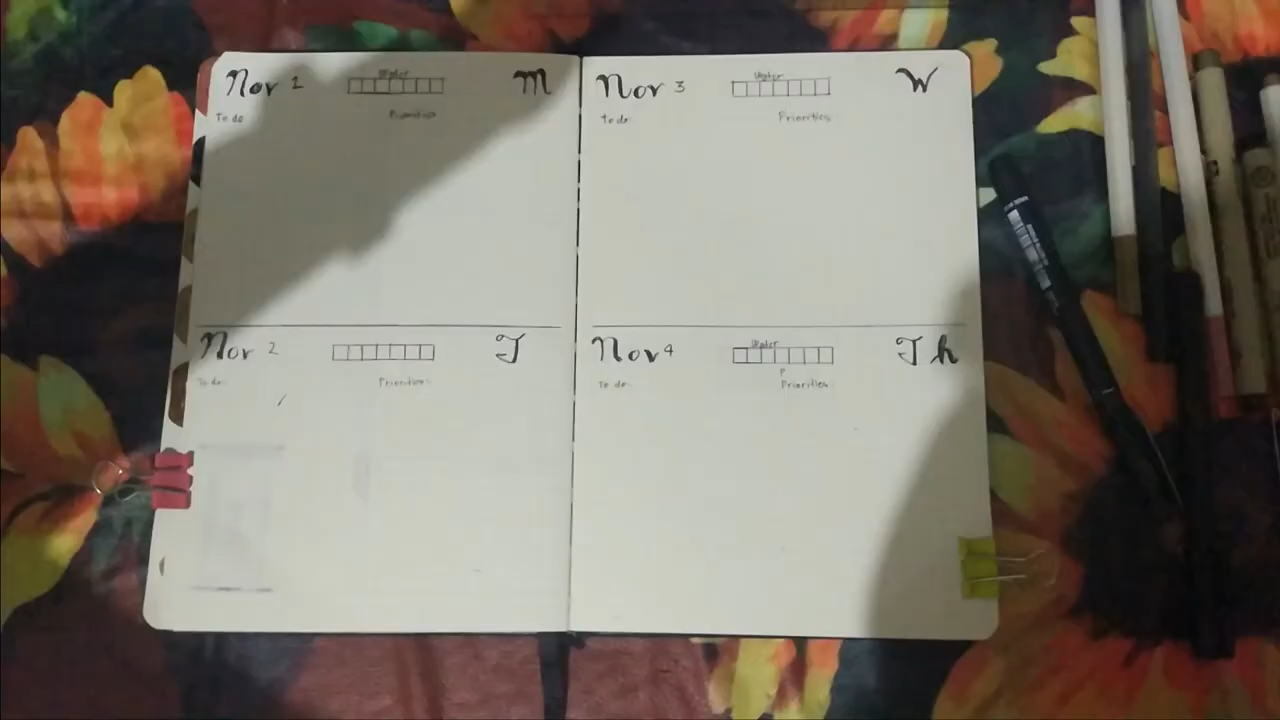 Nov 1 Water M
To do Priorities
Nov 2 T
To do: Priorities:
Nov 3 Water W
To do: Priorities:
Nov 4 Water Th
P
To do: Priorities: